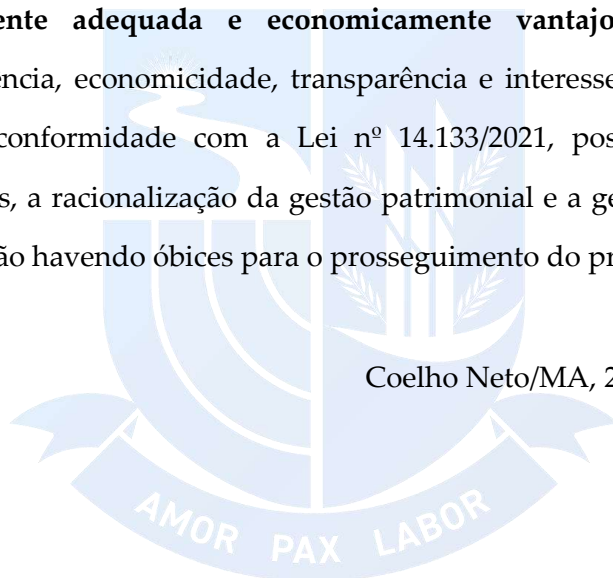 ente adequada e economicamente vantajo
encia, economicidade, transparência e interesse
conformidade com a Lei nº 14.133/2021, pos
s, a racionalização da gestão patrimonial e a ge
ão havendo óbices para o prosseguimento do pr
Coelho Neto/MA, 2
AMOR PAX LABOR